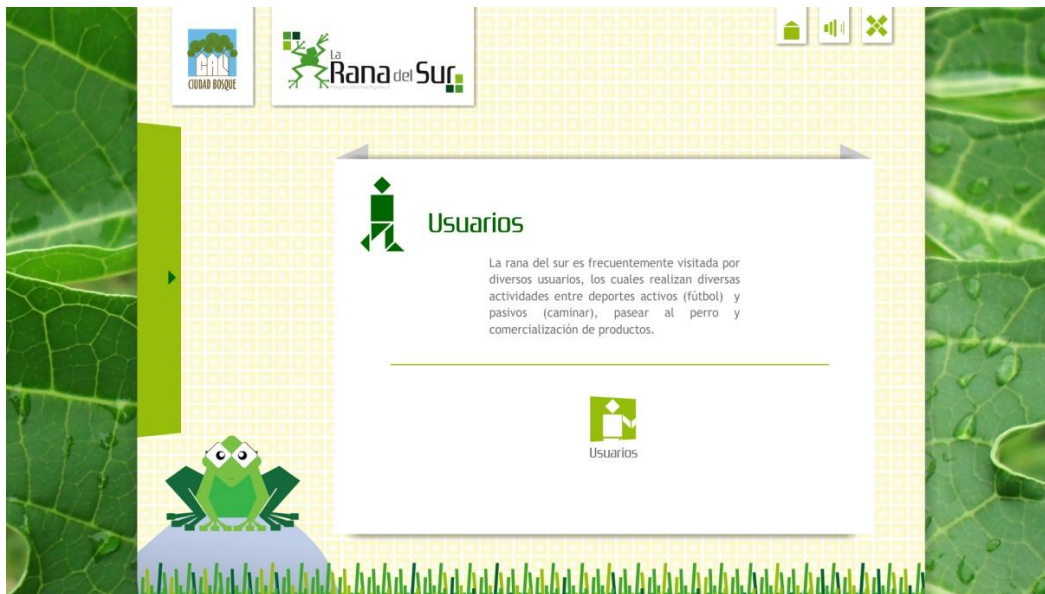 CIUDAD BOSQUE
La
Rana del Sur
Usuarios
La rana del sur es frecuentemente visitada por
diversos usuarios, los cuales realizan diversas
actividades entre deportes activos (fútbol) y
pasivos (caminar), pasear al perro y
comercialización de productos.
Usuarios